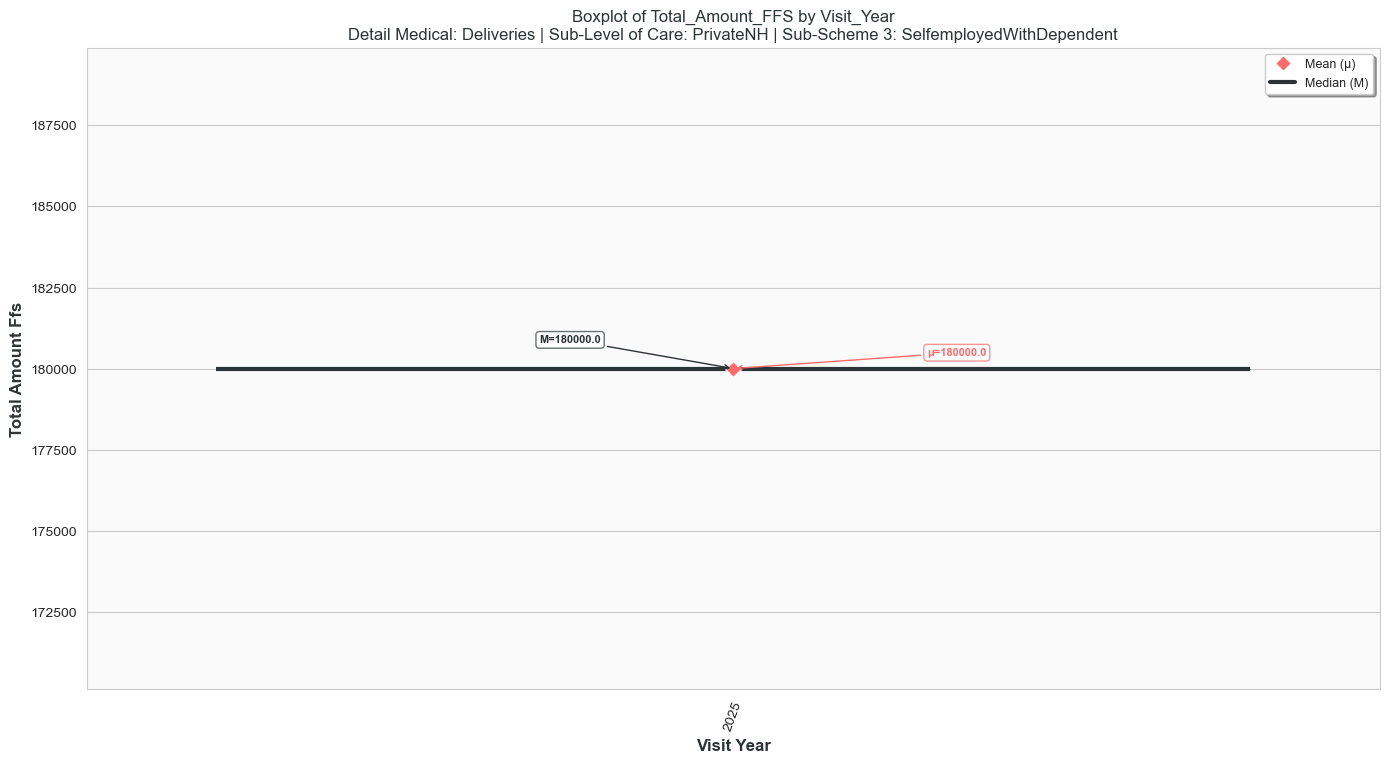 Boxplot of Total_Amount_FFS by Visit_Year
Detail Medical: Deliveries | Sub-Level of Care: PrivateNH | Sub-Scheme 3: SelfemployedWithDependent
Mean (μ)
Median (M)
187500
185000
182500
180000
177500
175000
172500
Total Amount Ffs
M=180000.0
μ=180000.0
2025
Visit Year